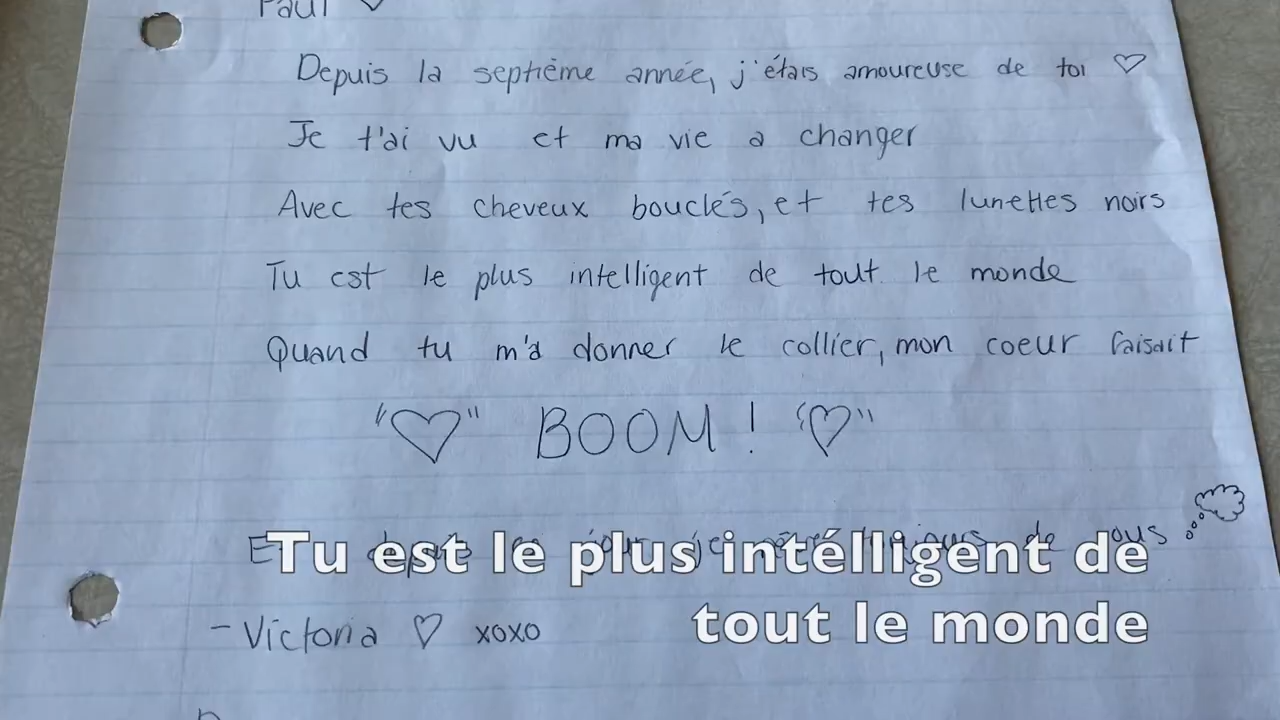 Paul ♡
Depuis la septième année, j'étais amoureuse de toi ♡
Je t'ai vu et ma vie a changer
Avec tes cheveux bouclés, et tes lunettes noirs
Tu est le plus intelligent de tout le monde
Quand tu m'a donner le collier, mon coeur faisait
"♡" BOOM! "♡"
de nous
Tu est le plus intélligent de
tout le monde
- Victoria ♡ xoxo